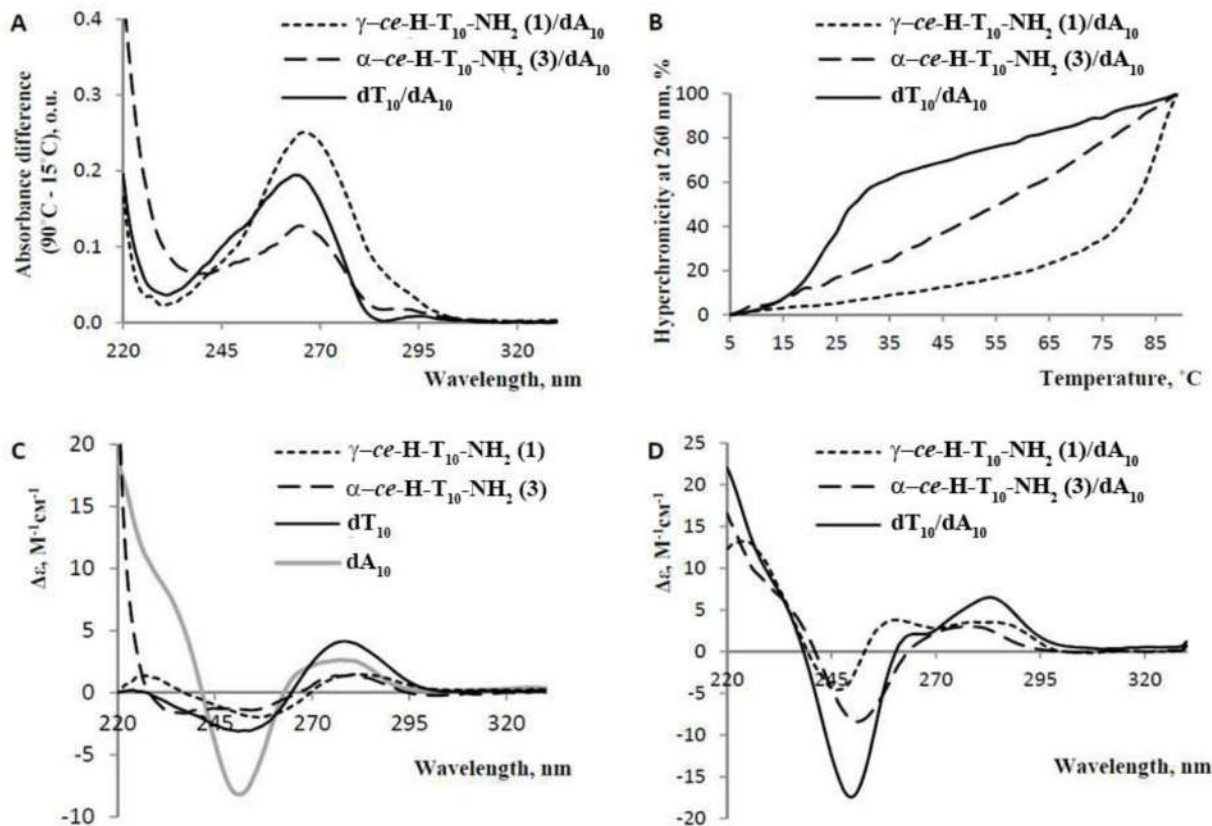 A
γ-ce-H-T10-NH2 (1)/dA10
α-ce-H-T10-NH2 (3)/dA10
dT10/dA10
Absorbance difference
(90˚C - 15˚C), o.u.
0.4
0.3
0.2
0.1
0.0
220 245 270 295 320
Wavelength, nm
B
γ-ce-H-T10-NH2 (1)/dA10
α-ce-H-T10-NH2 (3)/dA10
dT10/dA10
Hyperchromicity at 260 nm, %
100
80
60
40
20
0
5 15 25 35 45 55 65 75 85
Temperature, ˚C
C
γ-ce-H-T10-NH2 (1)
α-ce-H-T10-NH2 (3)
dT10
dA10
Δε, M-1см-1
20
15
10
5
0
-5
-10
220 245 270 295 320
Wavelength, nm
D
γ-ce-H-T10-NH2 (1)/dA10
α-ce-H-T10-NH2 (3)/dA10
dT10/dA10
Δε, M-1см-1
25
20
15
10
5
0
-5
-10
-15
-20
220 245 270 295 320
Wavelength, nm